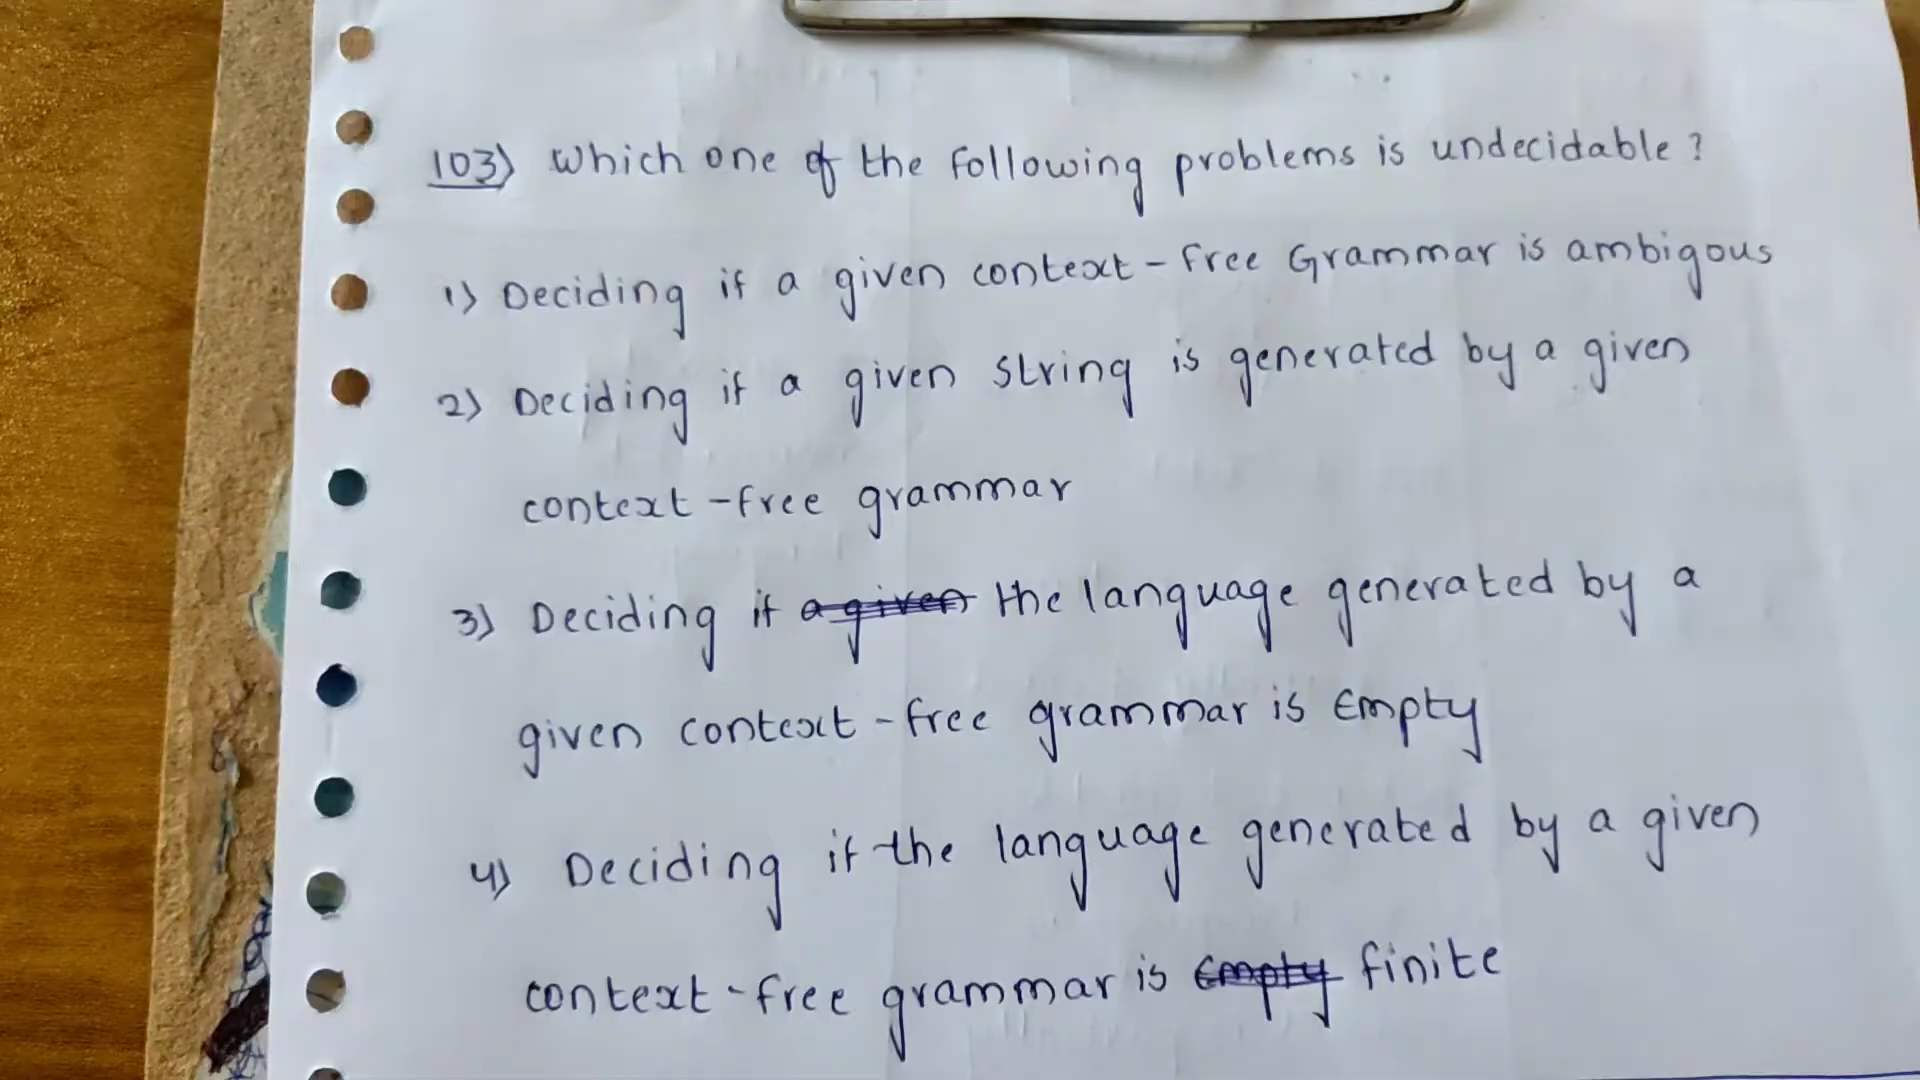 103) Which one of the following problems is undecidable ?
1) Deciding if a given context-free Grammar is ambigous
2) Deciding if a given string is generated by a given
context-free grammar
3) Deciding if a given the language generated by a
given context-free grammar is Empty
4) Deciding if the language generated by a given
context-free grammar is Empty finite